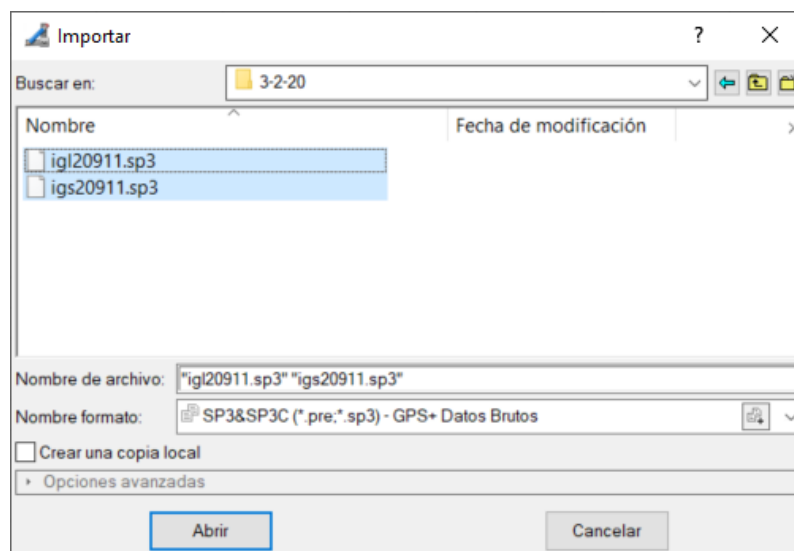 Importar
?
Buscar en:
3-2-20
Nombre
Fecha de modificación
igl20911.sp3
igs20911.sp3
Nombre de archivo:
"igl20911.sp3" "igs20911.sp3"
Nombre formato:
SP3&SP3C (*.pre;*.sp3) - GPS+ Datos Brutos
Crear una copia local
Opciones avanzadas
Abrir
Cancelar